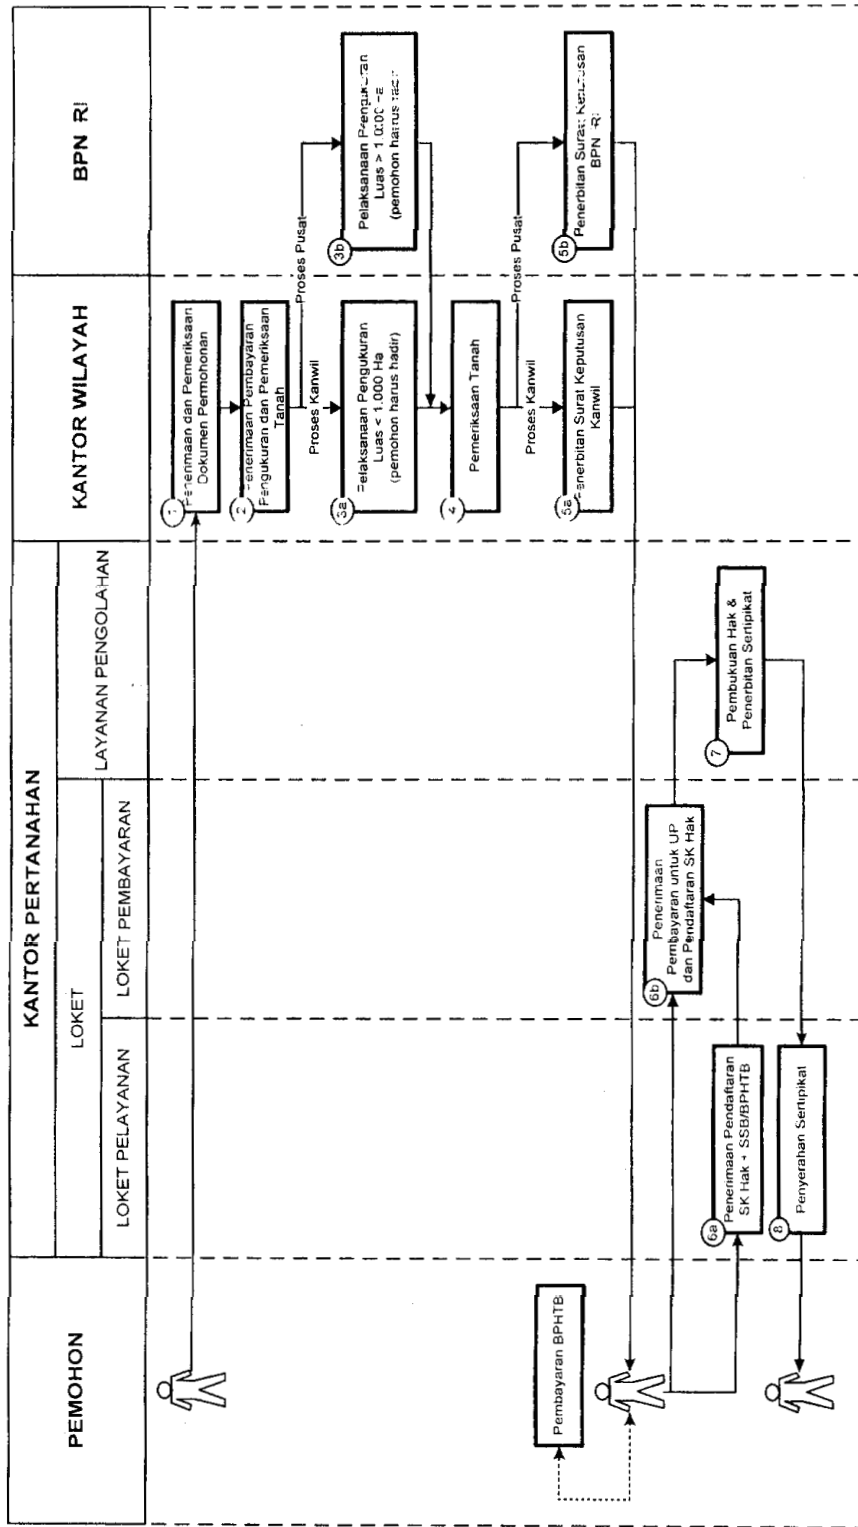 PEMOHON
KANTOR PERTANAHAN
LOKET
LOKET PELAYANAN
LOKET PEMBAYARAN
LAYANAN PENGOLAHAN
KANTOR WILAYAH
BPN RI
1
Penerimaan dan Pemeriksaan
Dokumen Permohonan
2
Penerimaan Pembayaran
Pengukuran dan Pemeriksaan
Tanah
Proses Pusat
Proses Kanwil
3a
Pelaksanaan Pengukuran
Luas < 1.000 Ha
(pemohon harus hadir)
3b
Pelaksanaan Pengukuran
Luas > 1.000 Ha
(pemohon harus hadir)
4
Pemeriksaan Tanah
Proses Pusat
Proses Kanwil
5a
Penerbitan Surat Keputusan
Kanwil
5b
Penerbitan Surat Keputusan
BPN RI
Pembayaran BPHTB
6a
Penerimaan Pendaftaran
SK Hak + SSB/BPHTB
6b
Penerimaan
Pembayaran untuk UP
dan Pendaftaran SK Hak
7
Pembukuan Hak &
Penerbitan Sertipikat
8
Penyerahan Sertipikat